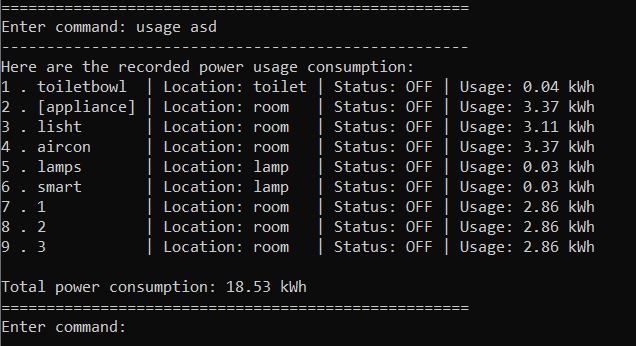 ====================================================
Enter command: usage asd
----------------------------------------------------
Here are the recorded power usage consumption:
1 . toiletbowl  | Location: toilet | Status: OFF | Usage: 0.04 kWh
2 . [appliance] | Location: room   | Status: OFF | Usage: 3.37 kWh
3 . lisht       | Location: room   | Status: OFF | Usage: 3.11 kWh
4 . aircon      | Location: room   | Status: OFF | Usage: 3.37 kWh
5 . lamps       | Location: lamp   | Status: OFF | Usage: 0.03 kWh
6 . smart       | Location: lamp   | Status: OFF | Usage: 0.03 kWh
7 . 1           | Location: room   | Status: OFF | Usage: 2.86 kWh
8 . 2           | Location: room   | Status: OFF | Usage: 2.86 kWh
9 . 3           | Location: room   | Status: OFF | Usage: 2.86 kWh

Total power consumption: 18.53 kWh
====================================================
Enter command: